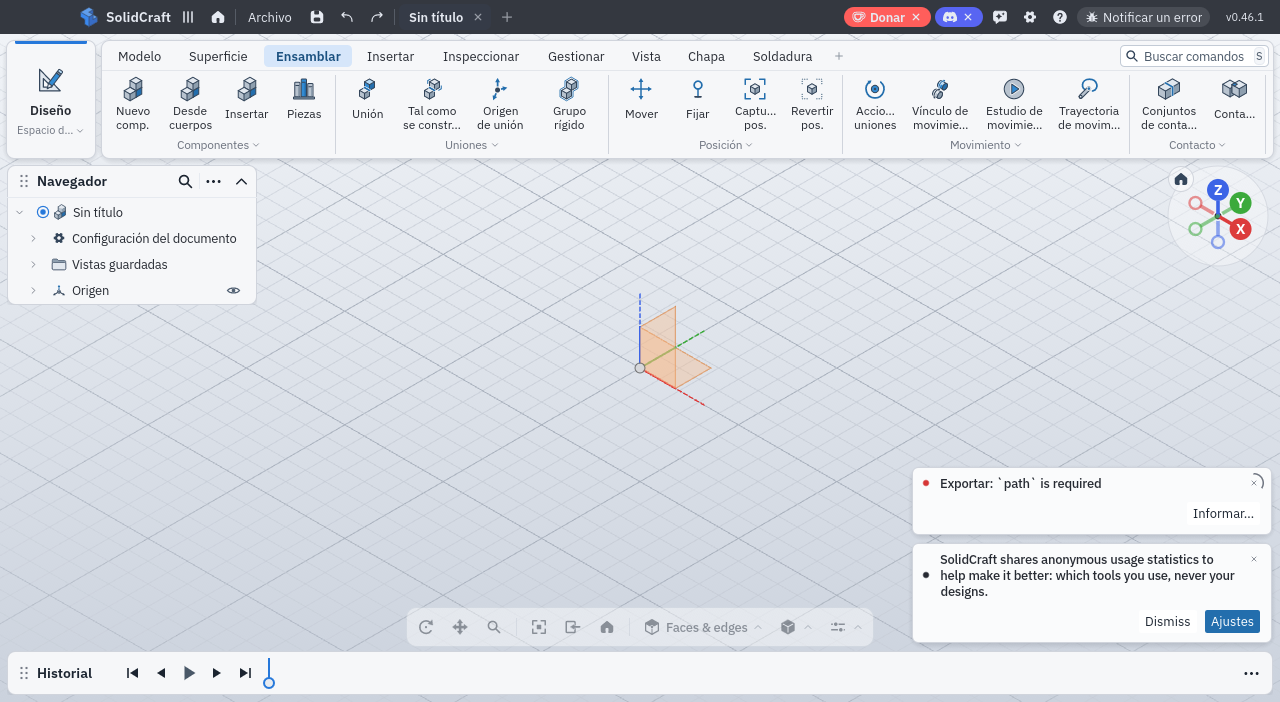 SolidCraft
Archivo
Sin título
Donar
Notificar un error
v0.46.1
Diseño
Espacio d...
Modelo
Superficie
Ensamblar
Insertar
Inspeccionar
Gestionar
Vista
Chapa
Soldadura
Buscar comandos
S
Nuevo
comp.
Desde
cuerpos
Insertar
Piezas
Componentes
Unión
Tal como
se constr...
Origen
de unión
Grupo
rígido
Uniones
Mover
Fijar
Captu...
pos.
Revertir
pos.
Posición
Accio...
uniones
Vínculo de
movimie...
Estudio de
movimie...
Trayectoria
de movim...
Movimiento
Conjuntos
de conta...
Conta...
Contacto
Navegador
Sin título
Configuración del documento
Vistas guardadas
Origen
Z
Y
X
Exportar: `path` is required
Informar...
SolidCraft shares anonymous usage statistics to
help make it better: which tools you use, never your
designs.
Dismiss
Ajustes
Faces & edges
Historial